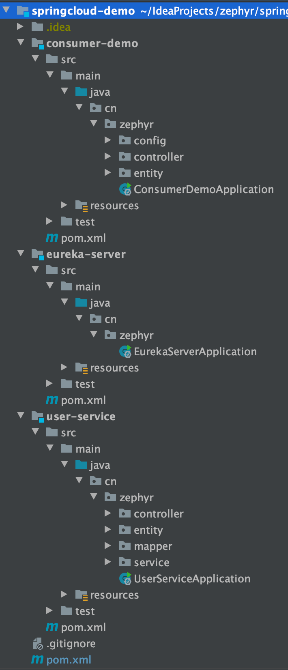 springcloud-demo ~/IdeaProjects/zephyr/spring
.idea
consumer-demo
src
main
java
cn
zephyr
config
controller
entity
ConsumerDemoApplication
resources
test
pom.xml
eureka-server
src
main
java
cn
zephyr
EurekaServerApplication
resources
test
pom.xml
user-service
src
main
java
cn
zephyr
controller
entity
mapper
service
UserServiceApplication
resources
test
pom.xml
.gitignore
pom.xml